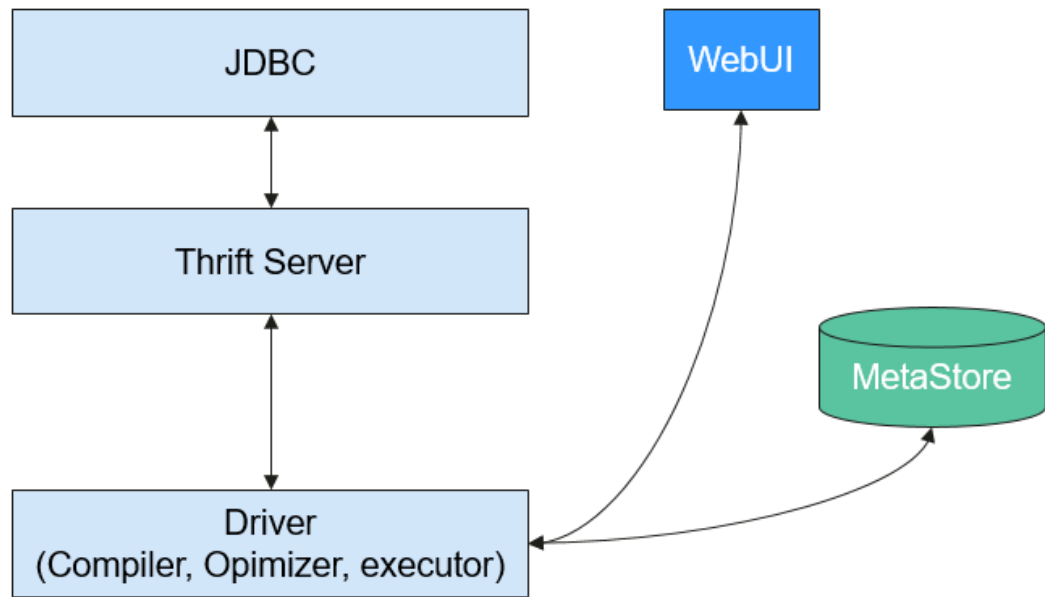 JDBC
WebUI
Thrift Server
MetaStore
Driver
(Compiler, Opimizer, executor)